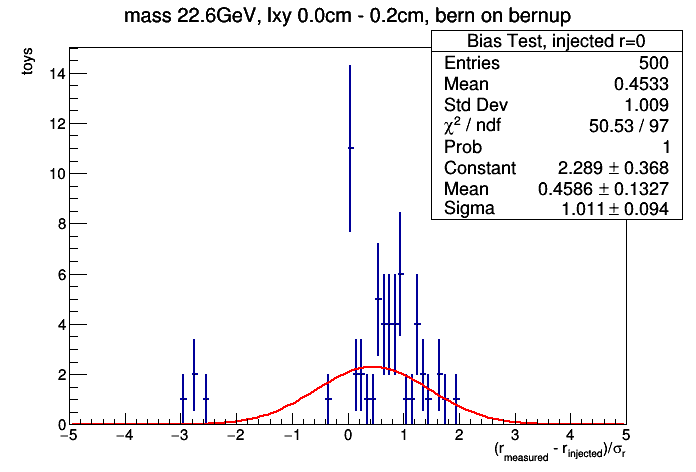 mass 22.6GeV, lxy 0.0cm - 0.2cm, bern on bernup
Bias Test, injected r=0
Entries 500
Mean 0.4533
Std Dev 1.009
χ² / ndf 50.53 / 97
Prob 1
Constant 2.289 ± 0.368
Mean 0.4586 ± 0.1327
Sigma 1.011 ± 0.094
toys
14
12
10
8
6
4
2
0
−5 −4 −3 −2 −1 0 1 2 3 4 5
(r_measured - r_injected)/σ_r